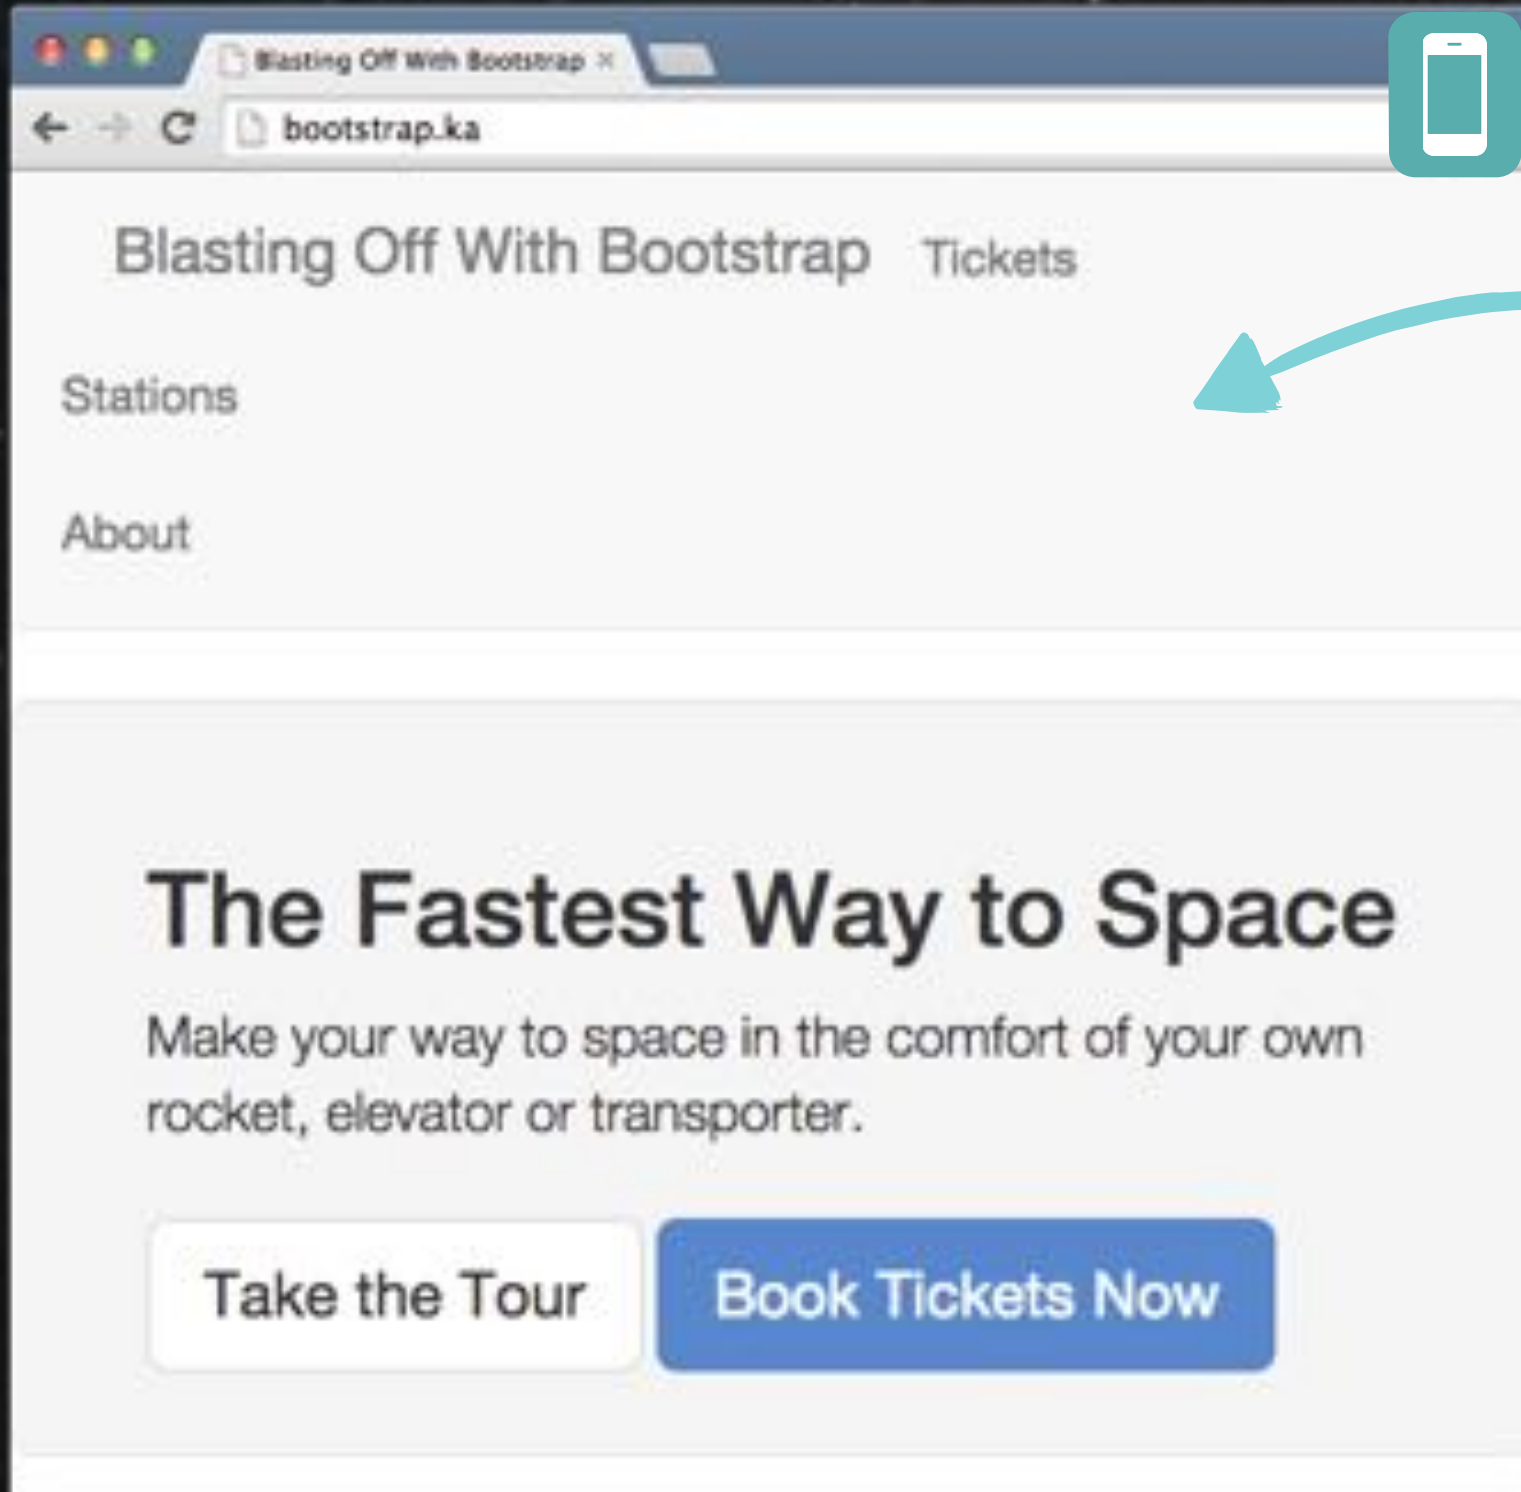 Blasting Off With Bootstrap
bootstrap.ka
Blasting Off With Bootstrap Tickets
Stations
About
The Fastest Way to Space
Make your way to space in the comfort of your own
rocket, elevator or transporter.
Take the Tour Book Tickets Now